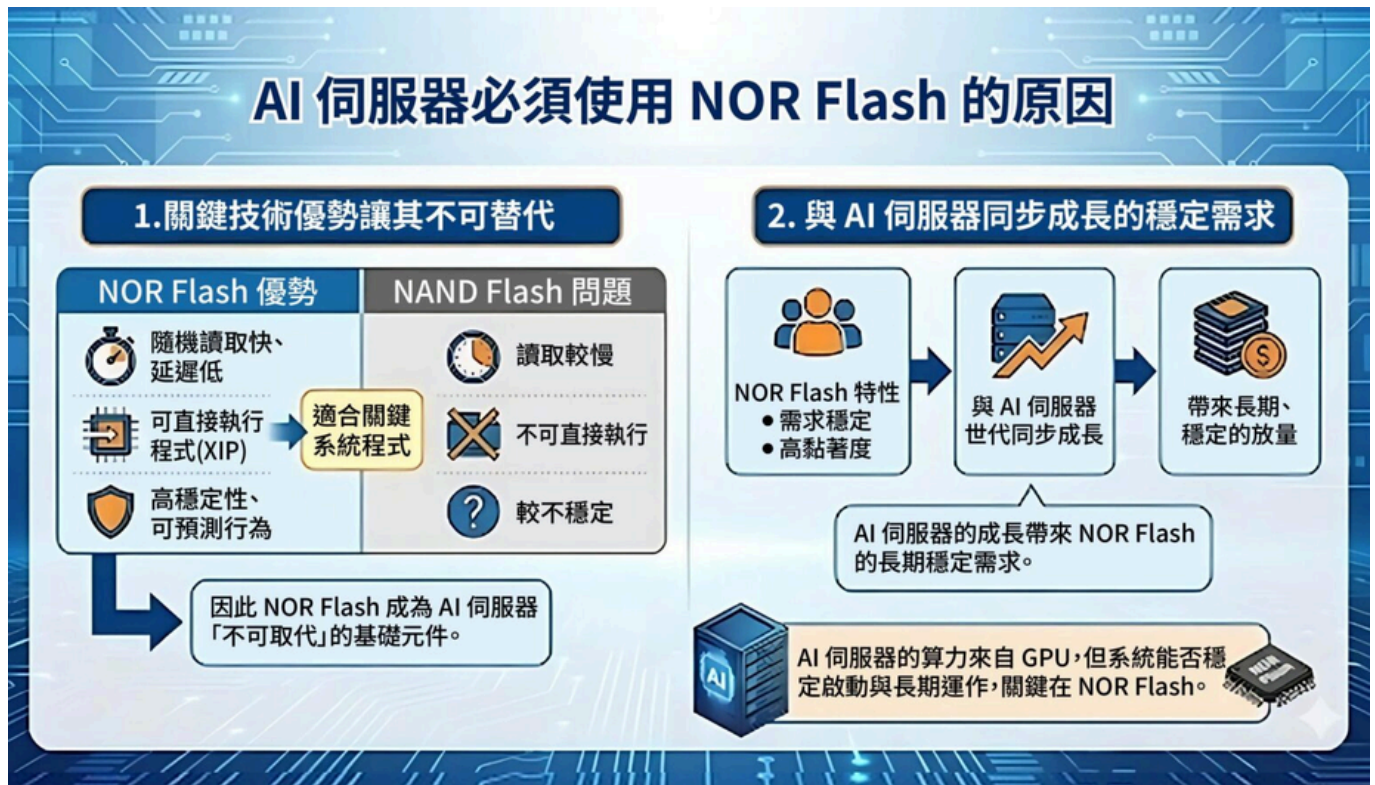 AI 伺服器必須使用 NOR Flash 的原因
1.關鍵技術優勢讓其不可替代
NOR Flash 優勢
NAND Flash 問題
隨機讀取快、
延遲低
讀取較慢
可直接執行
程式(XIP)
適合關鍵
系統程式
不可直接執行
高穩定性、
可預測行為
較不穩定
因此 NOR Flash 成為 AI 伺服器
「不可取代」的基礎元件。
2. 與 AI 伺服器同步成長的穩定需求
NOR Flash 特性
• 需求穩定
• 高黏著度
與 AI 伺服器
世代同步成長
$
帶來長期、
穩定的放量
AI 伺服器的成長帶來 NOR Flash
的長期穩定需求。
AI
AI 伺服器的算力來自 GPU,但系統能否穩
定啟動與長期運作,關鍵在 NOR Flash。
NOR
Flash